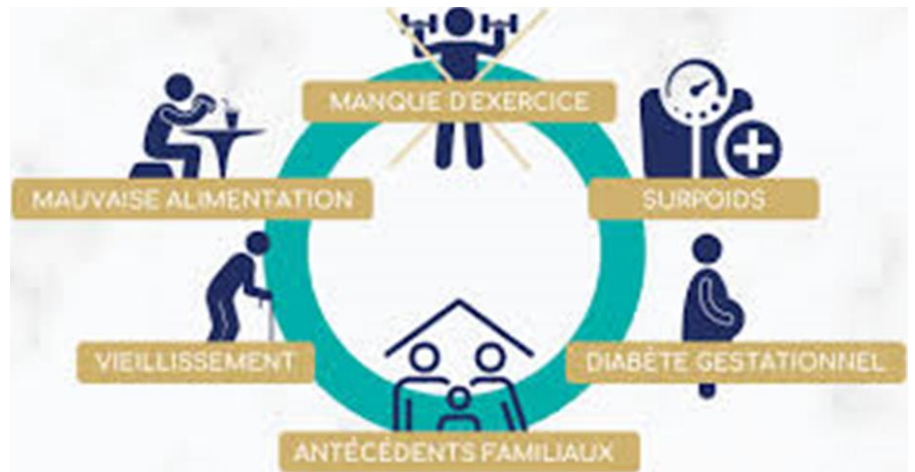 MANQUE D'EXERCICE
MAUVAISE ALIMENTATION
SURPOIDS
VIEILLISSEMENT
DIABÈTE GESTATIONNEL
ANTÉCÉDENTS FAMILIAUX